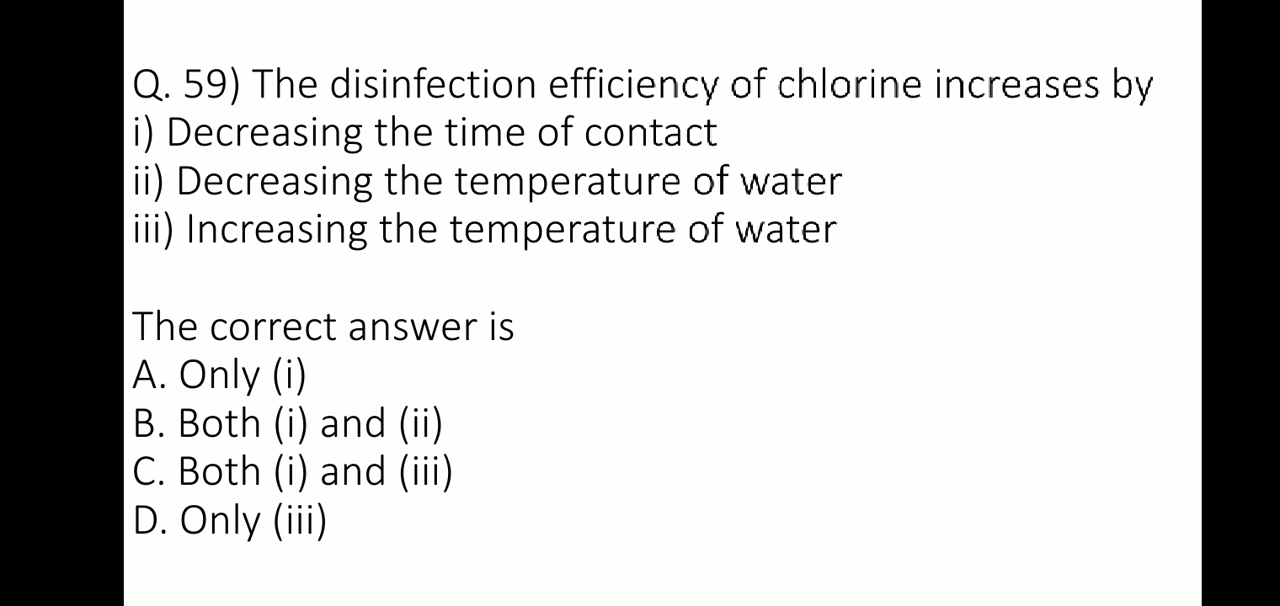 Q. 59) The disinfection efficiency of chlorine increases by
i) Decreasing the time of contact
ii) Decreasing the temperature of water
iii) Increasing the temperature of water
The correct answer is
A. Only (i)
B. Both (i) and (ii)
C. Both (i) and (iii)
D. Only (iii)